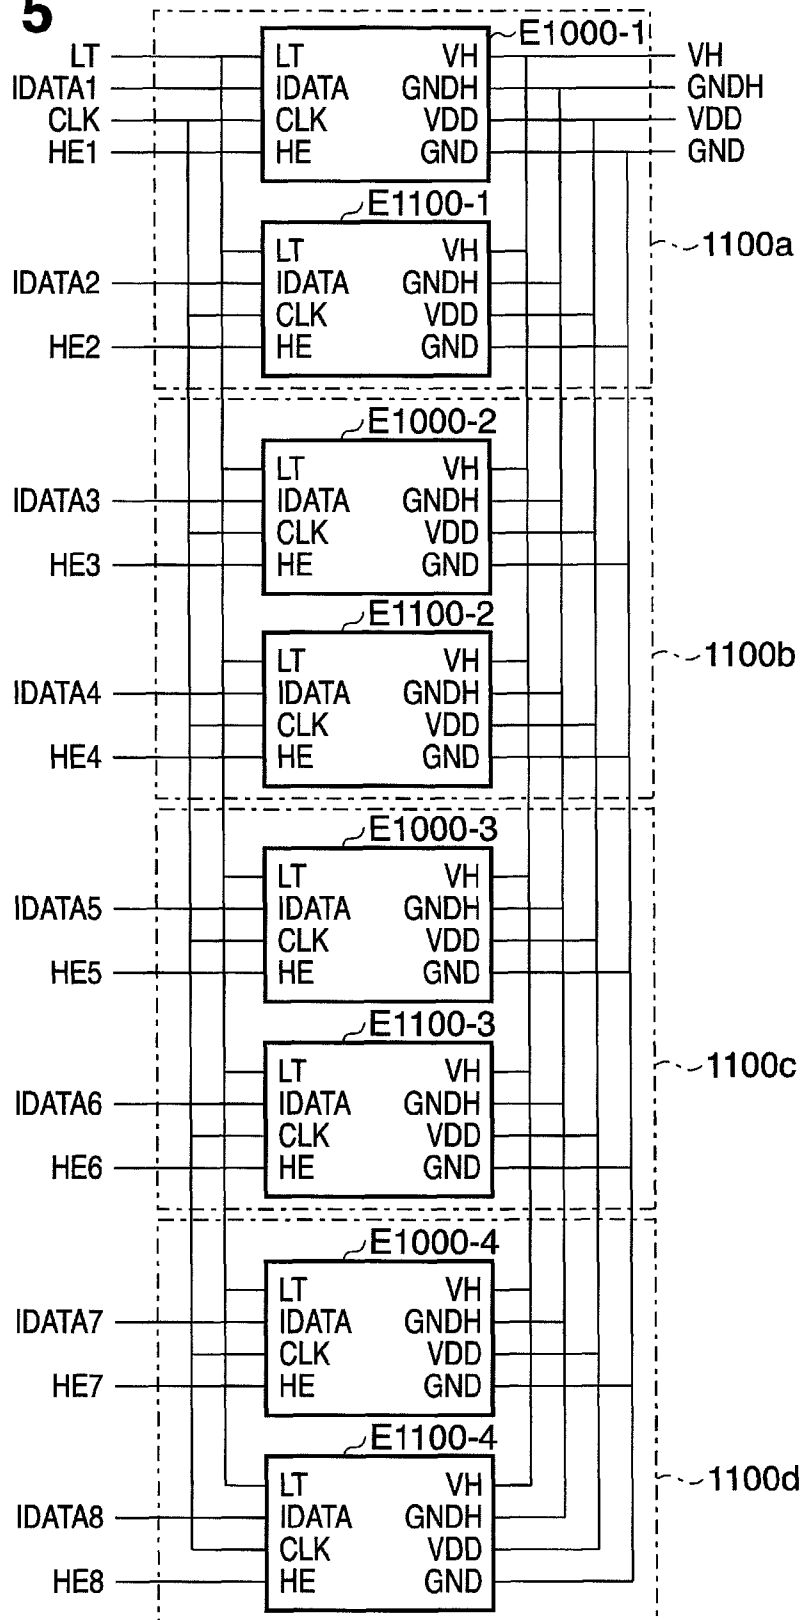 5
E1000-1
LT LT VH VH
IDATA1 IDATA GNDH GNDH
CLK CLK VDD VDD
HE1 HE GND GND
E1100-1
1100a
LT VH
IDATA2 IDATA GNDH
CLK VDD
HE2 HE GND
E1000-2
LT VH
IDATA3 IDATA GNDH
CLK VDD
HE3 HE GND
E1100-2
1100b
LT VH
IDATA4 IDATA GNDH
CLK VDD
HE4 HE GND
E1000-3
LT VH
IDATA5 IDATA GNDH
CLK VDD
HE5 HE GND
E1100-3
1100c
LT VH
IDATA6 IDATA GNDH
CLK VDD
HE6 HE GND
E1000-4
LT VH
IDATA7 IDATA GNDH
CLK VDD
HE7 HE GND
E1100-4
1100d
LT VH
IDATA8 IDATA GNDH
CLK VDD
HE8 HE GND